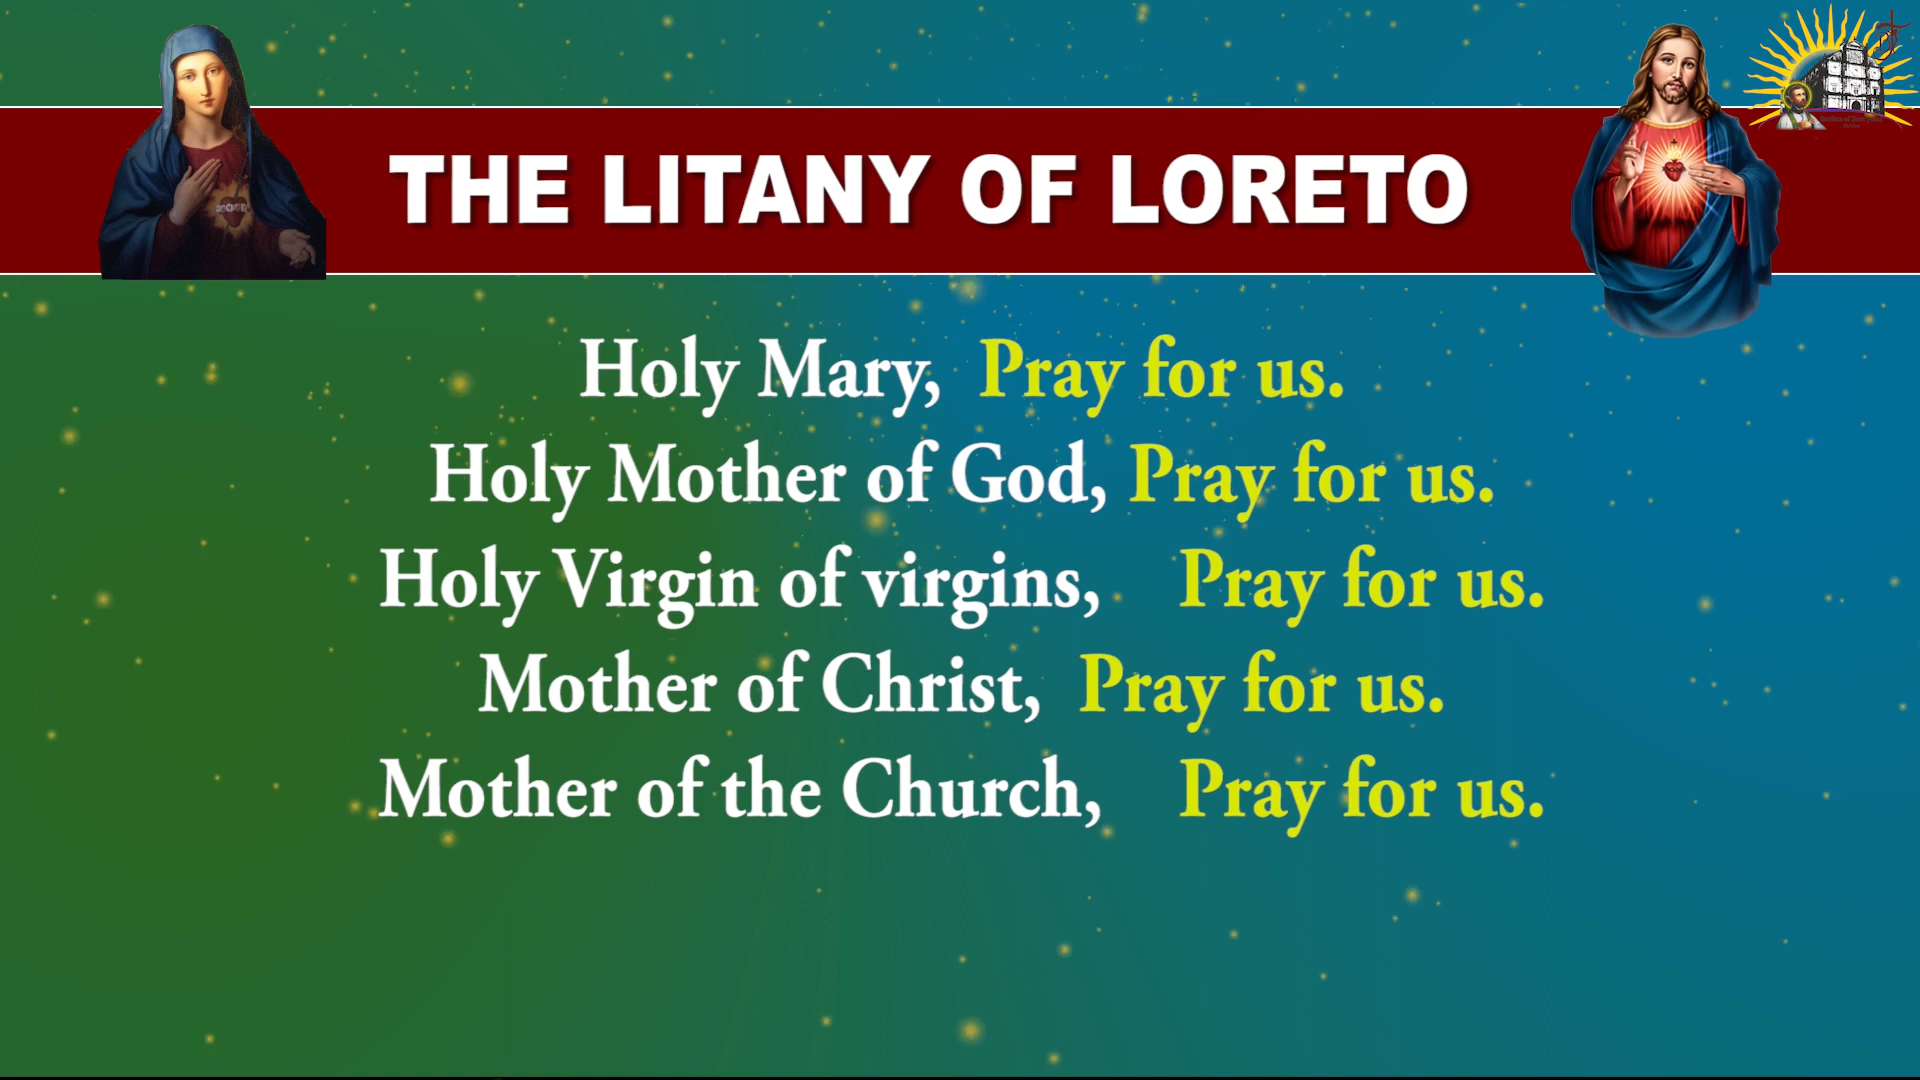 THE LITANY OF LORETO
Holy Mary, Pray for us.
Holy Mother of God, Pray for us.
Holy Virgin of virgins, Pray for us.
Mother of Christ, Pray for us.
Mother of the Church, Pray for us.